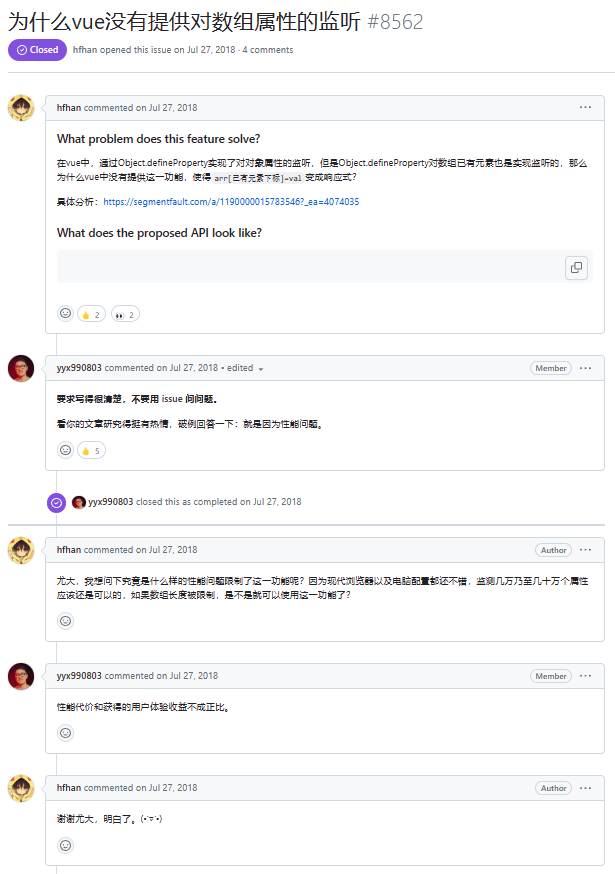 为什么vue没有提供对数组属性的监听 #8562
Closed hfhan opened this issue on Jul 27, 2018 · 4 comments
hfhan commented on Jul 27, 2018
What problem does this feature solve?
在vue中，通过Object.defineProperty实现了对对象属性的监听，但是Object.defineProperty对数组已有元素也是实现监听的，那么
为什么vue中没有提供这一功能，使得 arr[已有元素下标]=val 变成响应式？
具体分析：https://segmentfault.com/a/1190000015783546?_ea=4074035
What does the proposed API look like?
2 2
yyx990803 commented on Jul 27, 2018 • edited Member
要求写得很清楚，不要用 issue 问问题。
看你的文章研究得挺有热情，破例回答一下：就是因为性能问题。
5
yyx990803 closed this as completed on Jul 27, 2018
hfhan commented on Jul 27, 2018 Author
尤大，我想问下究竟是什么样的性能问题限制了这一功能呢？因为现代浏览器以及电脑配置都还不错，监测几万乃至几十万个属性
应该还是可以的，如果数组长度被限制，是不是就可以使用这一功能了？
yyx990803 commented on Jul 27, 2018 Member
性能代价和获得的用户体验收益不成正比。
hfhan commented on Jul 27, 2018 Author
谢谢尤大，明白了。(•̀▿•́)